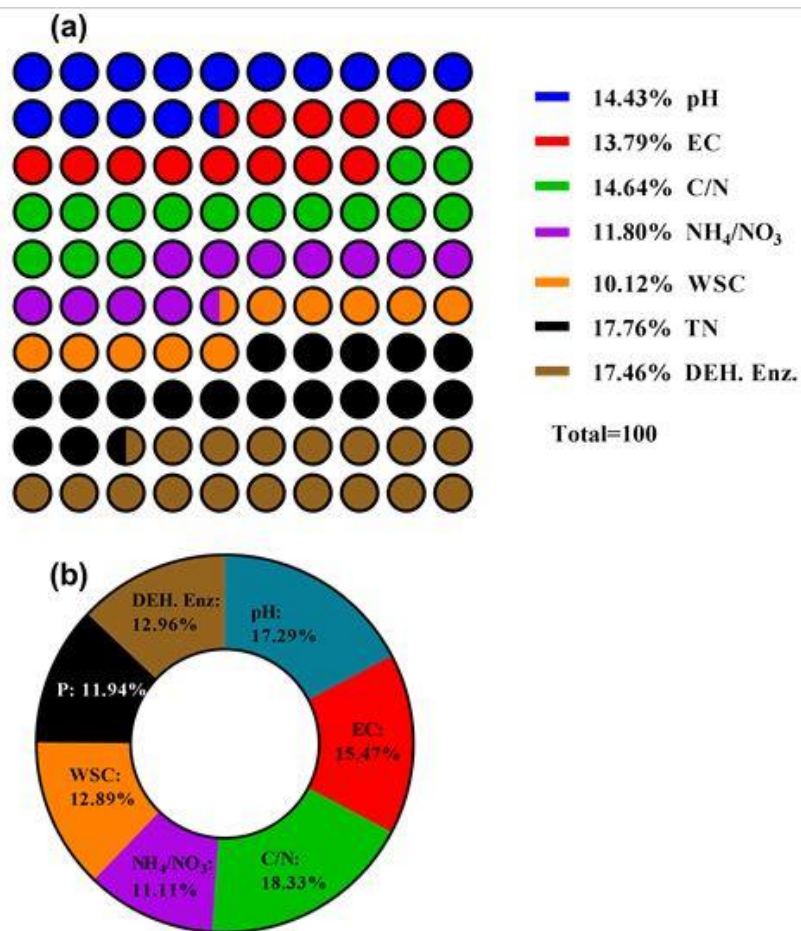 (a)
14.43% pH
13.79% EC
14.64% C/N
11.80% NH₄/NO₃
10.12% WSC
17.76% TN
17.46% DEH. Enz.
Total=100
(b)
DEH. Enz:
12.96%
pH:
17.29%
P: 11.94%
EC:
15.47%
WSC:
12.89%
NH₄/NO₃:
11.11%
C/N:
18.33%